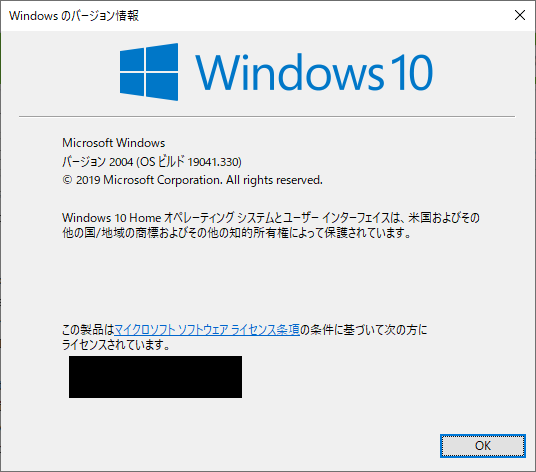 Windows のバージョン情報
Windows 10
Microsoft Windows
バージョン 2004 (OS ビルド 19041.330)
© 2019 Microsoft Corporation. All rights reserved.
Windows 10 Home オペレーティング システムとユーザー インターフェイスは、米国およびその
他の国/地域の商標およびその他の知的所有権によって保護されています。
この製品はマイクロソフト ソフトウェア ライセンス条項の条件に基づいて次の方に
ライセンスされています。
OK